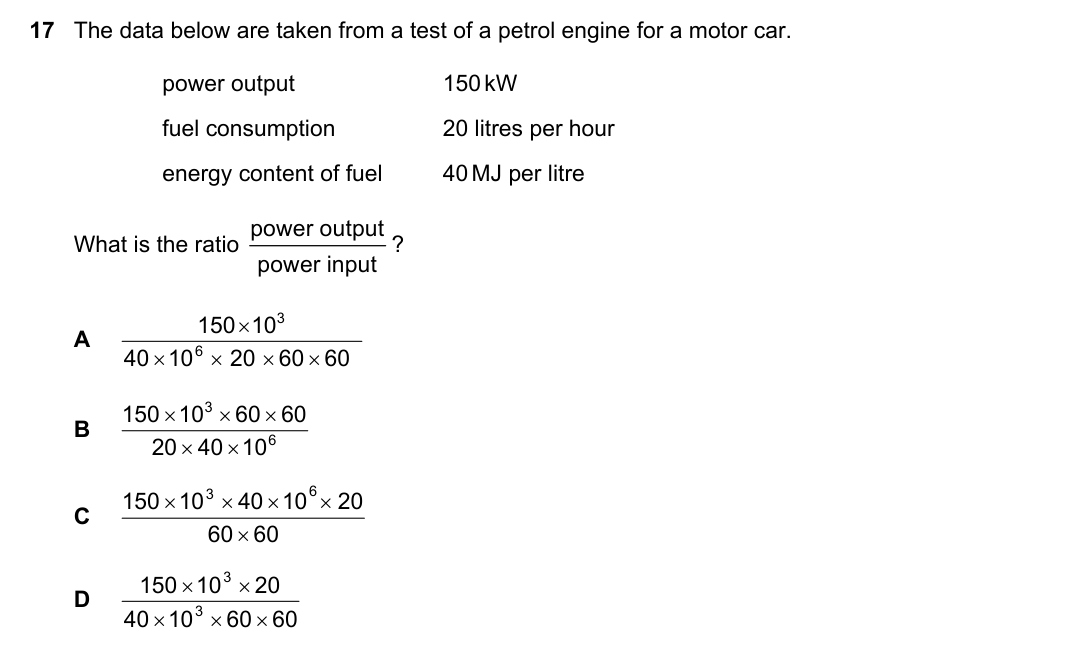 17 The data below are taken from a test of a petrol engine for a motor car.
power output 150 kW
fuel consumption 20 litres per hour
energy content of fuel 40 MJ per litre
What is the ratio power output / power input ?
A 150×10³ / 40×10⁶ × 20 ×60×60
B 150×10³ ×60×60 / 20×40×10⁶
C 150×10³ ×40×10⁶× 20 / 60×60
D 150×10³ ×20 / 40×10³ ×60×60